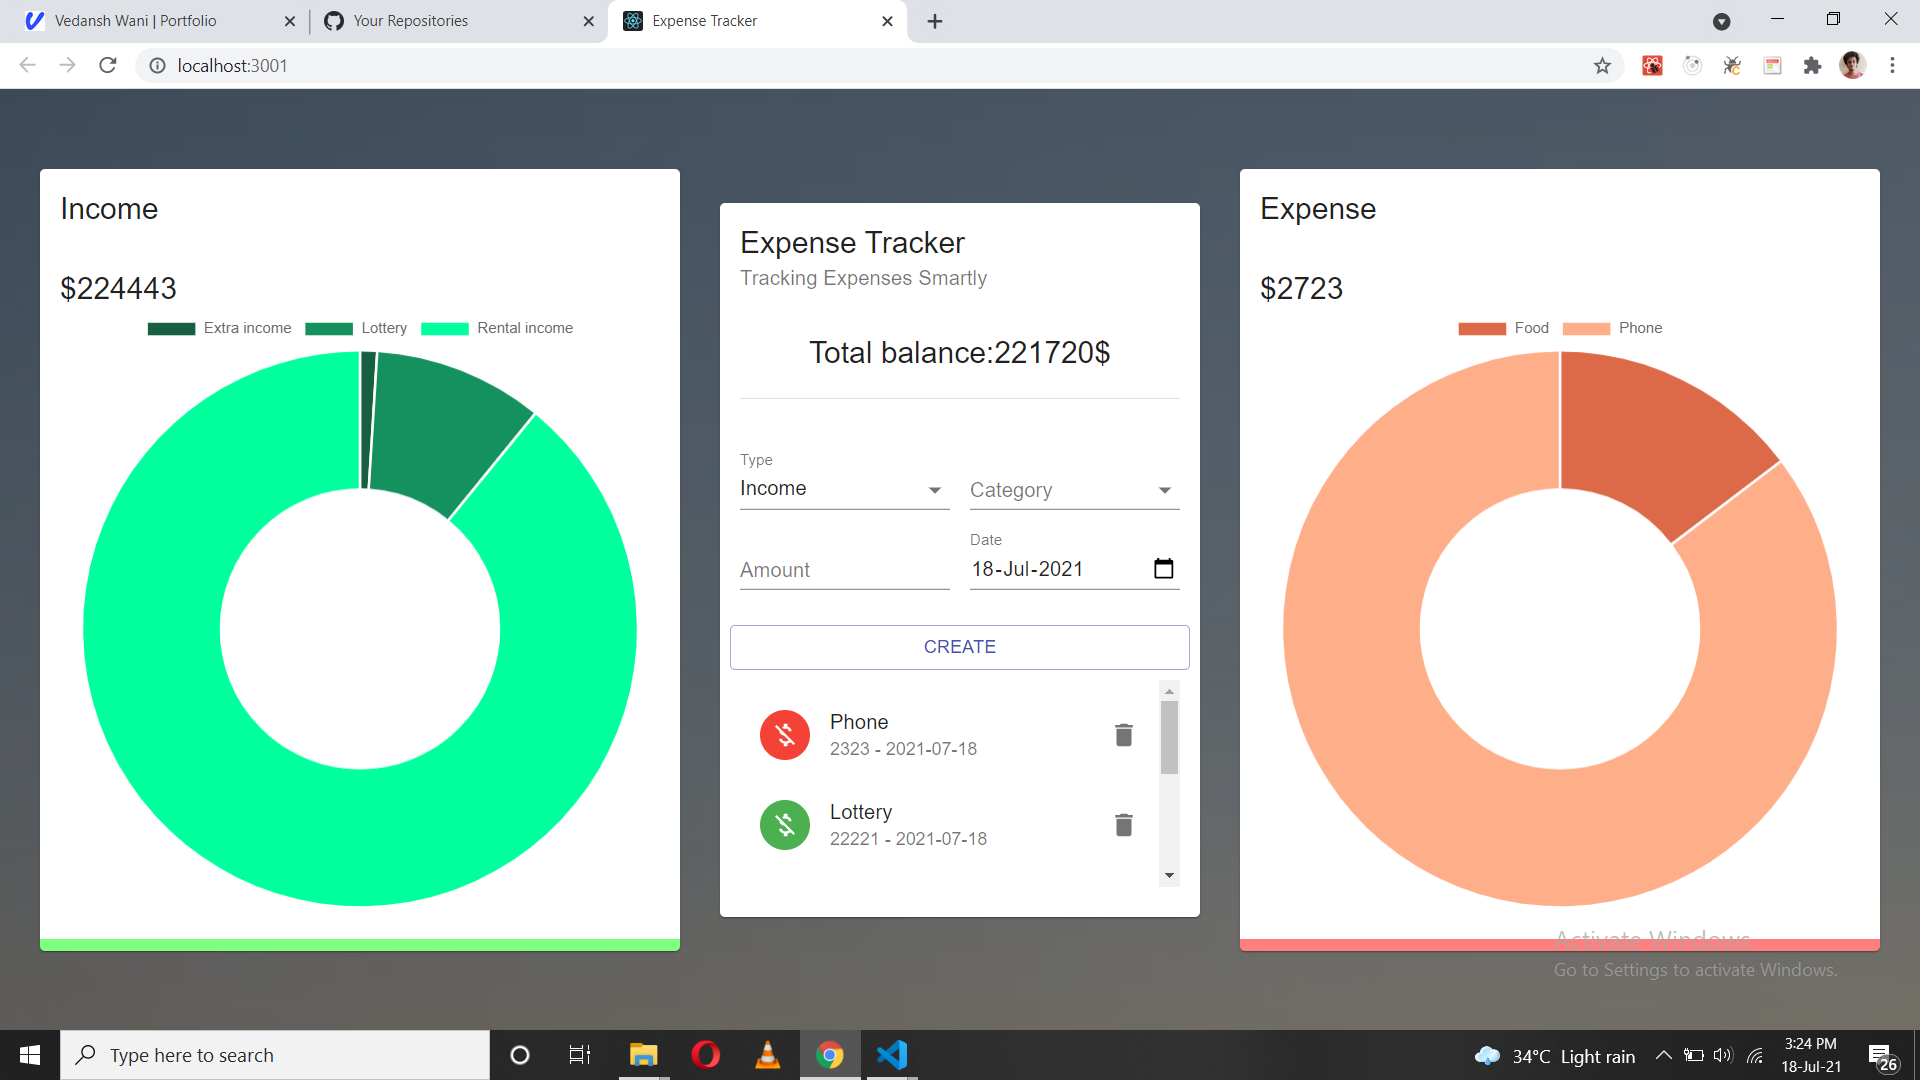 Vedansh Wani | Portfolio
Your Repositories
Expense Tracker
localhost:3001
Income
$224443
Extra income
Lottery
Rental income
Expense Tracker
Tracking Expenses Smartly
Total balance:221720$
Type
Income
Category
Amount
Date
18-Jul-2021
CREATE
Phone
2323 - 2021-07-18
Lottery
22221 - 2021-07-18
Expense
$2723
Food
Phone
Activate Windows
Go to Settings to activate Windows.
Type here to search
34°C Light rain
3:24 PM
18-Jul-21
26